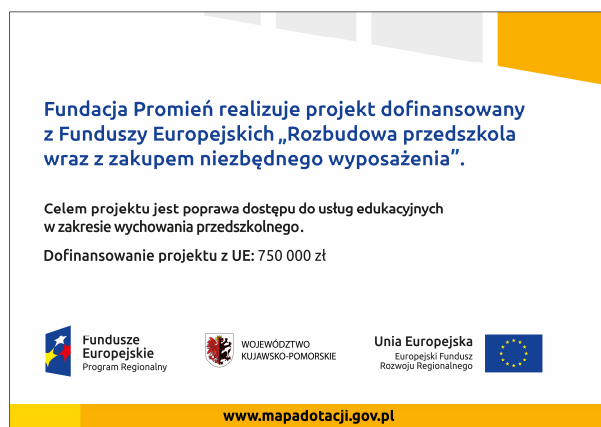 Fundacja Promień realizuje projekt dofinansowany
z Funduszy Europejskich „Rozbudowa przedszkola
wraz z zakupem niezbędnego wyposażenia”.
Celem projektu jest poprawa dostępu do usług edukacyjnych
w zakresie wychowania przedszkolnego.
Dofinansowanie projektu z UE: 750 000 zł
Fundusze
Europejskie
Program Regionalny
WOJEWÓDZTWO
KUJAWSKO-POMORSKIE
Unia Europejska
Europejski Fundusz
Rozwoju Regionalnego
www.mapadotacji.gov.pl